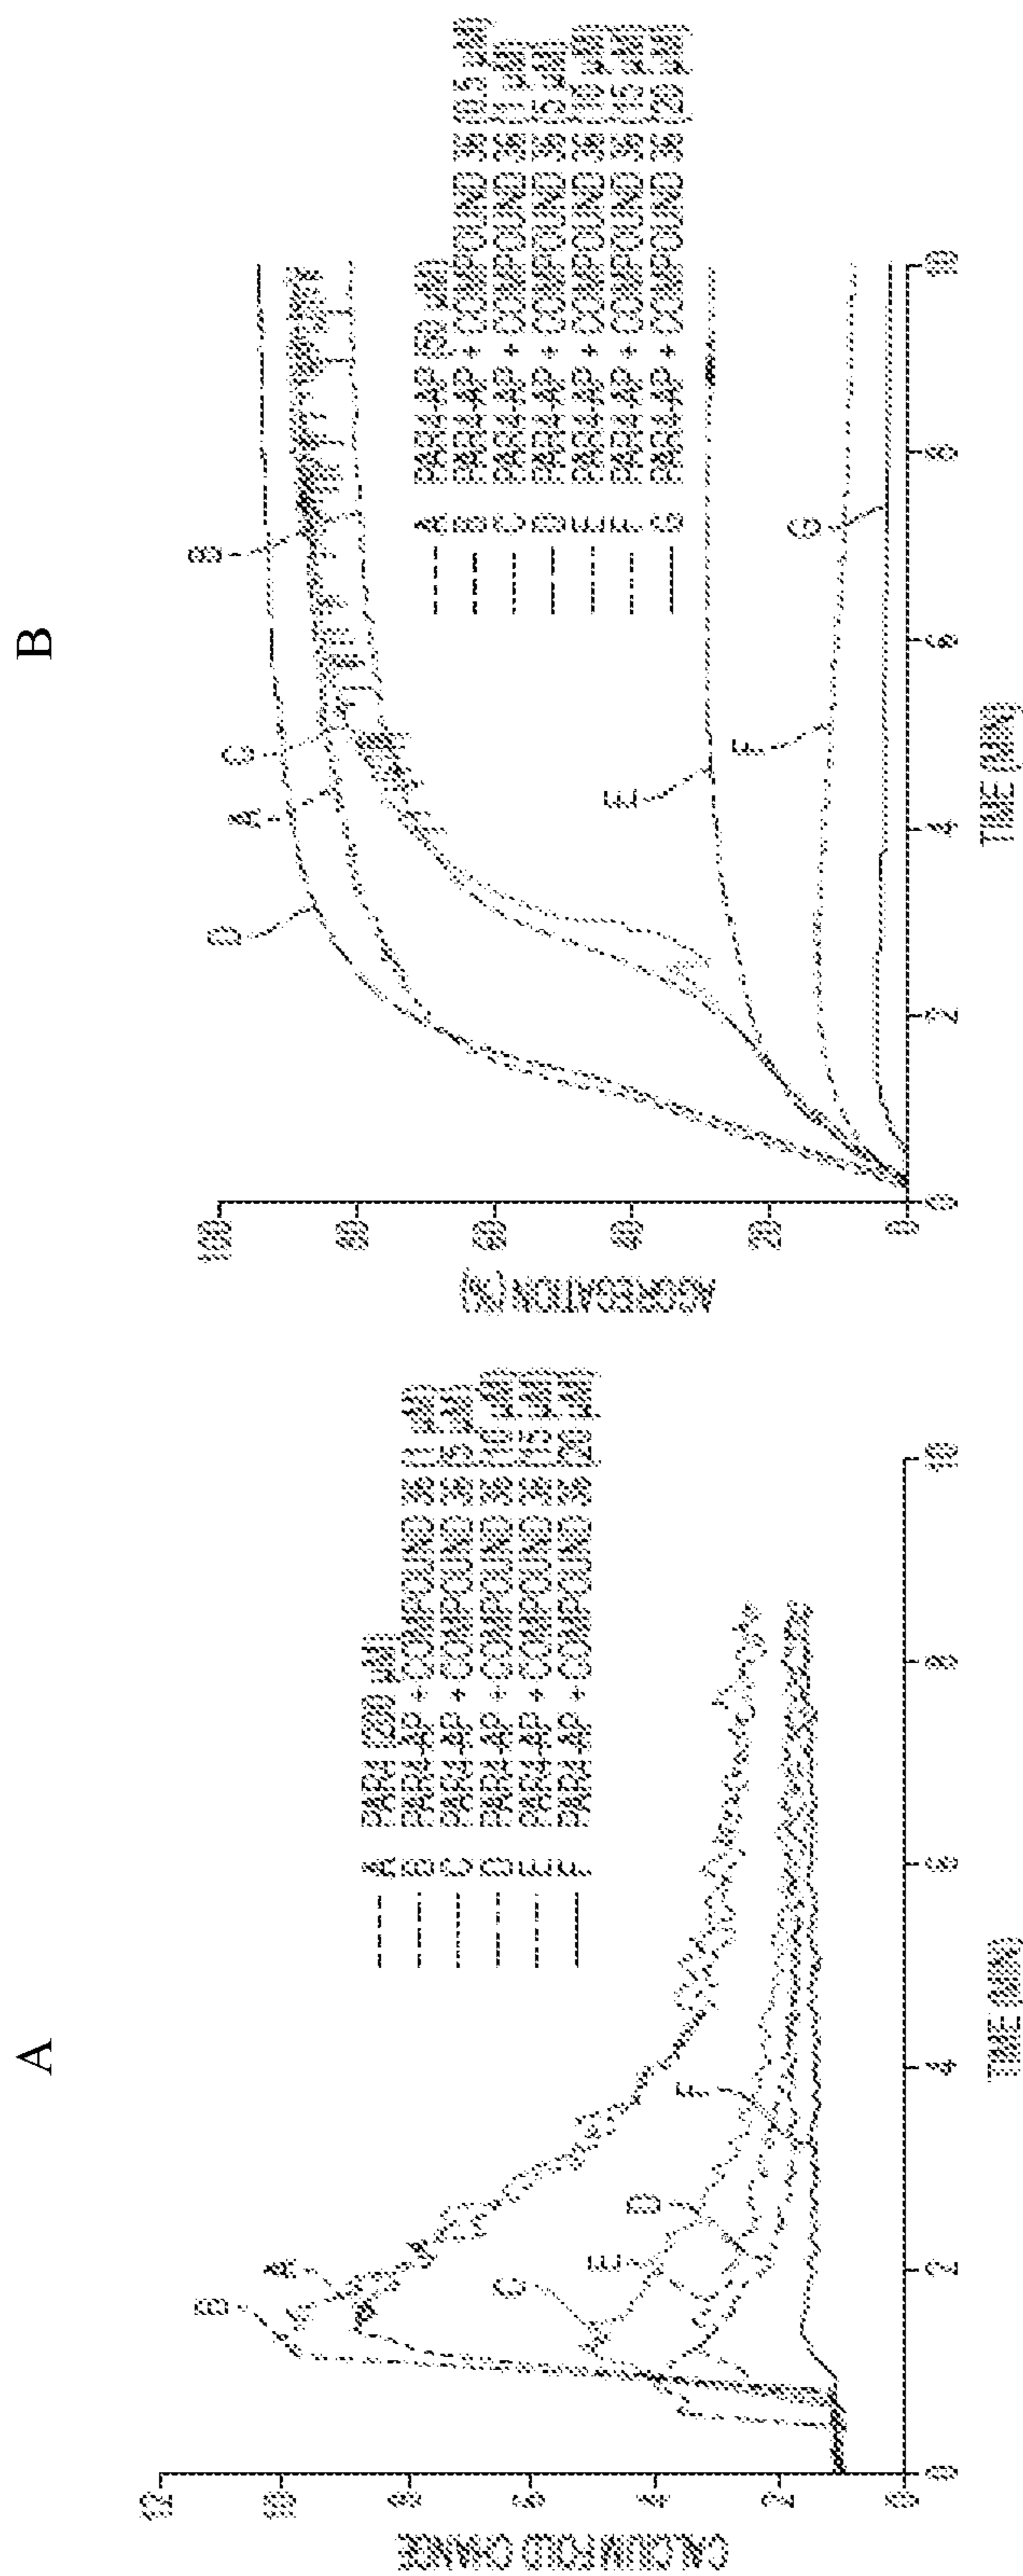 A
CALCIUM FOLD CHANGE
12
10
8
6
4
2
0
0 2 4 6 8 10
TIME (MIN)
B
A
C
E
D
F
A PAR4 [200 µM]
B PAR4-AP + COMPOUND 36 [1 µM]
C PAR4-AP + COMPOUND 36 [5 µM]
D PAR4-AP + COMPOUND 36 [10 µM]
E PAR4-AP + COMPOUND 36 [15 µM]
F PAR4-AP + COMPOUND 36 [20 µM]
B
AGGREGATION (%)
100
80
60
40
20
0
0 2 4 6 8 10
TIME (MIN)
D
A
C
B
E
F
G
A PAR4-AP [50 µM]
B PAR4-AP + COMPOUND 36 [0.5 µM]
C PAR4-AP + COMPOUND 36 [1 µM]
D PAR4-AP + COMPOUND 36 [5 µM]
E PAR4-AP + COMPOUND 36 [10 µM]
F PAR4-AP + COMPOUND 36 [15 µM]
G PAR4-AP + COMPOUND 36 [20 µM]